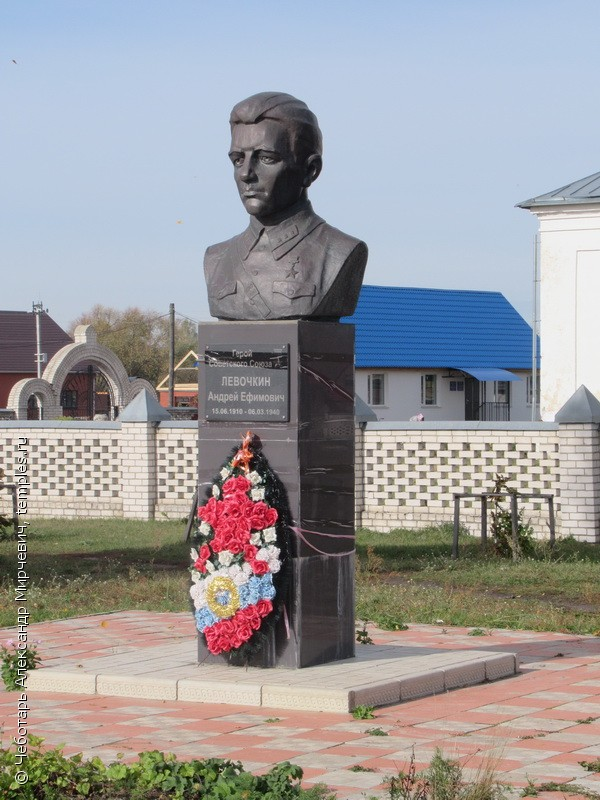 Герой
Советского Союза
ЛЕВОЧКИН
Андрей Ефимович
15.06.1910 - 06.03.1940
© Чеботарь Александр Мирчевич, temples.ru